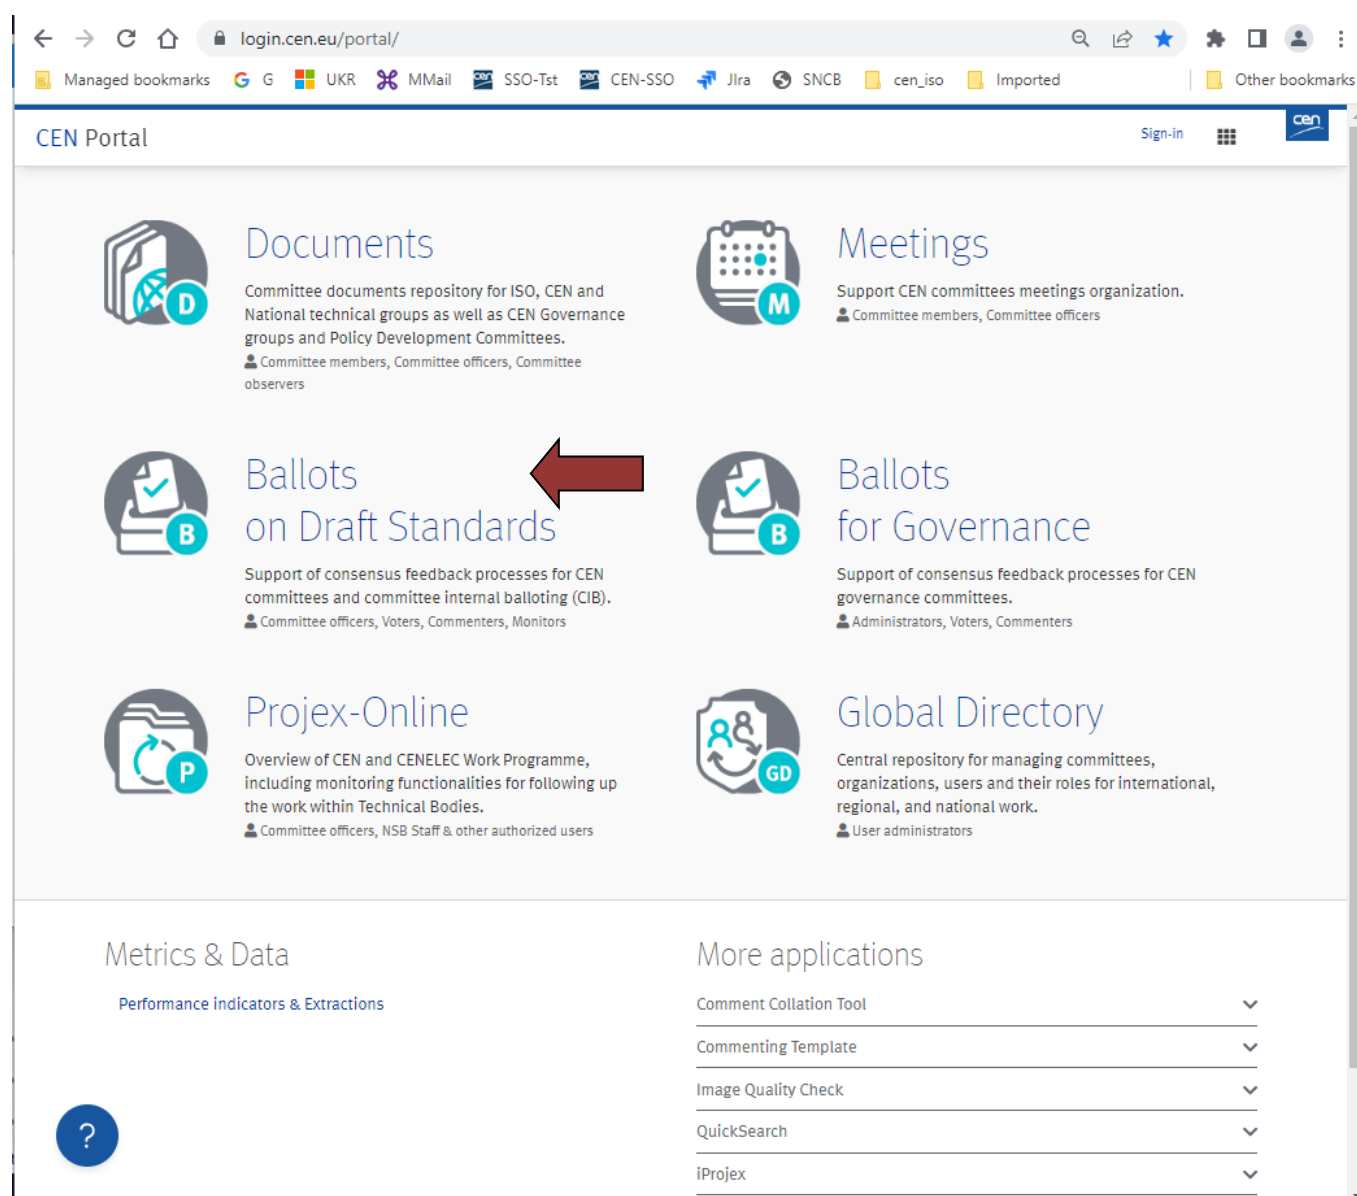 login.cen.eu/portal/
Managed bookmarks G G UKR MMail SSO-Tst CEN-SSO JIra SNCB cen_iso Imported Other bookmarks
CEN Portal Sign-in cen
Documents
Committee documents repository for ISO, CEN and
National technical groups as well as CEN Governance
groups and Policy Development Committees.
Committee members, Committee officers, Committee
observers
D
Meetings
Support CEN committees meetings organization.
Committee members, Committee officers
M
Ballots
on Draft Standards
Support of consensus feedback processes for CEN
committees and committee internal balloting (CIB).
Committee officers, Voters, Commenters, Monitors
B
Ballots
for Governance
Support of consensus feedback processes for CEN
governance committees.
Administrators, Voters, Commenters
B
Projex-Online
Overview of CEN and CENELEC Work Programme,
including monitoring functionalities for following up
the work within Technical Bodies.
Committee officers, NSB Staff & other authorized users
P
Global Directory
Central repository for managing committees,
organizations, users and their roles for international,
regional, and national work.
User administrators
GD
Metrics & Data
Performance indicators & Extractions
More applications
Comment Collation Tool
Commenting Template
Image Quality Check
QuickSearch
iProjex
?